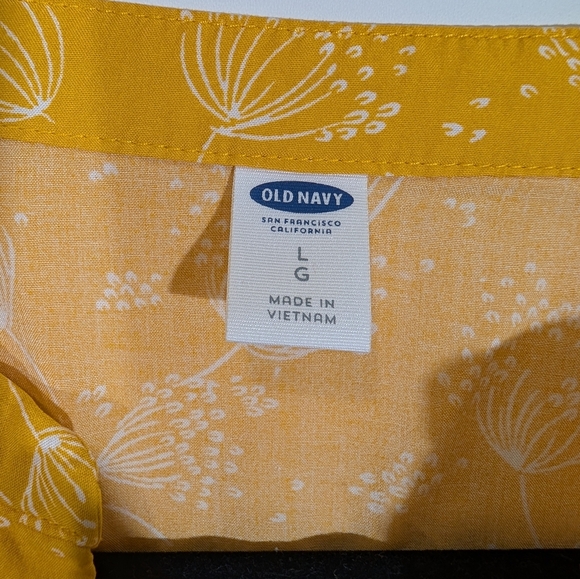 OLD NAVY
SAN FRANCISCO
CALIFORNIA
L
G
MADE IN
VIETNAM